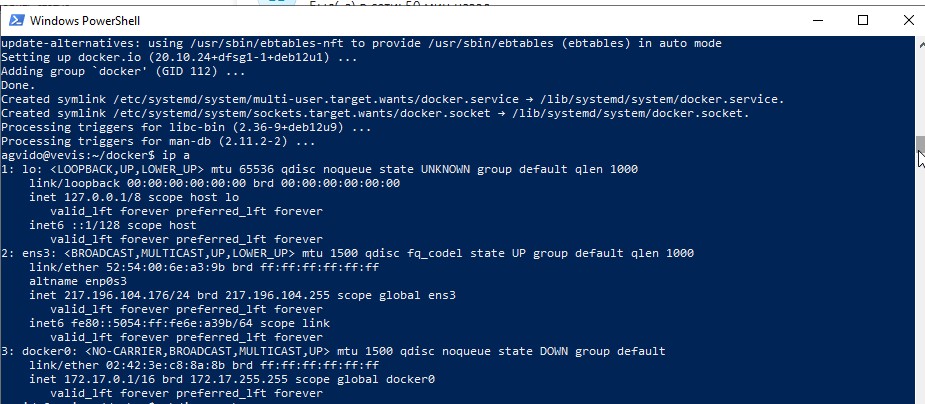 Windows PowerShell
update-alternatives: using /usr/sbin/ebtables-nft to provide /usr/sbin/ebtables (ebtables) in auto mode
Setting up docker.io (20.10.24+dfsg1-1+deb12u1) ...
Adding group `docker' (GID 112) ...
Done.
Created symlink /etc/systemd/system/multi-user.target.wants/docker.service → /lib/systemd/system/docker.service.
Created symlink /etc/systemd/system/sockets.target.wants/docker.socket → /lib/systemd/system/docker.socket.
Processing triggers for libc-bin (2.36-9+deb12u9) ...
Processing triggers for man-db (2.11.2-2) ...
agvido@vevis:~/docker$ ip a
1: lo: <LOOPBACK,UP,LOWER_UP> mtu 65536 qdisc noqueue state UNKNOWN group default qlen 1000
    link/loopback 00:00:00:00:00:00 brd 00:00:00:00:00:00
    inet 127.0.0.1/8 scope host lo
       valid_lft forever preferred_lft forever
    inet6 ::1/128 scope host
       valid_lft forever preferred_lft forever
2: ens3: <BROADCAST,MULTICAST,UP,LOWER_UP> mtu 1500 qdisc fq_codel state UP group default qlen 1000
    link/ether 52:54:00:6e:a3:9b brd ff:ff:ff:ff:ff:ff
    altname enp0s3
    inet 217.196.104.176/24 brd 217.196.104.255 scope global ens3
       valid_lft forever preferred_lft forever
    inet6 fe80::5054:ff:fe6e:a39b/64 scope link
       valid_lft forever preferred_lft forever
3: docker0: <NO-CARRIER,BROADCAST,MULTICAST,UP> mtu 1500 qdisc noqueue state DOWN group default
    link/ether 02:42:3e:c8:8a:8b brd ff:ff:ff:ff:ff:ff
    inet 172.17.0.1/16 brd 172.17.255.255 scope global docker0
       valid_lft forever preferred_lft forever